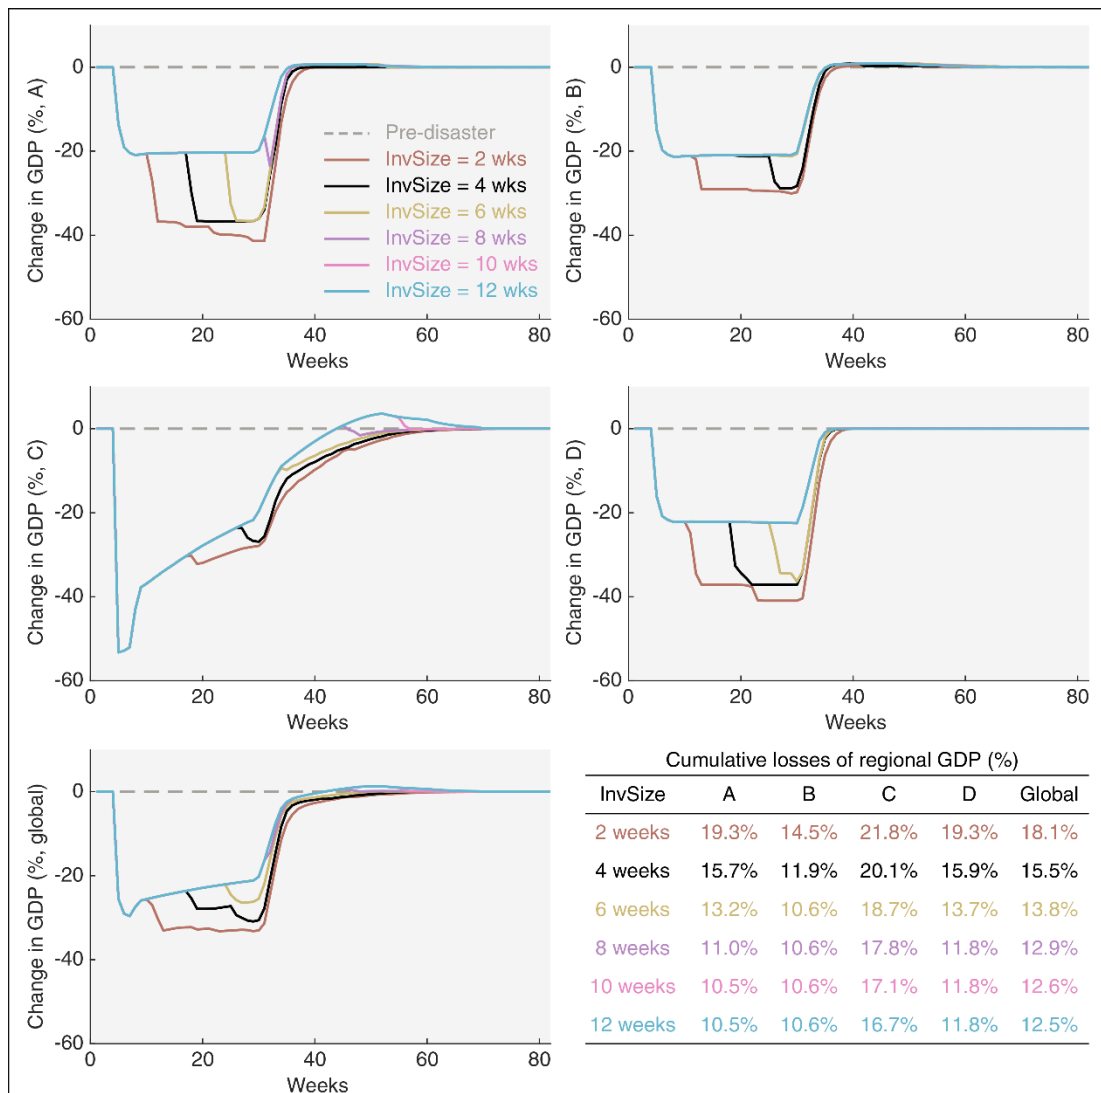 Change in GDP (%, A)
0
-20
-40
-60
Pre-disaster
InvSize = 2 wks
InvSize = 4 wks
InvSize = 6 wks
InvSize = 8 wks
InvSize = 10 wks
InvSize = 12 wks
0 20 40 60 80
Weeks
Change in GDP (%, B)
0
-20
-40
-60
0 20 40 60 80
Weeks
Change in GDP (%, C)
0
-20
-40
-60
0 20 40 60 80
Weeks
Change in GDP (%, D)
0
-20
-40
-60
0 20 40 60 80
Weeks
Change in GDP (%, global)
0
-20
-40
-60
0 20 40 60 80
Weeks
Cumulative losses of regional GDP (%)
InvSize A B C D Global
2 weeks 19.3% 14.5% 21.8% 19.3% 18.1%
4 weeks 15.7% 11.9% 20.1% 15.9% 15.5%
6 weeks 13.2% 10.6% 18.7% 13.7% 13.8%
8 weeks 11.0% 10.6% 17.8% 11.8% 12.9%
10 weeks 10.5% 10.6% 17.1% 11.8% 12.6%
12 weeks 10.5% 10.6% 16.7% 11.8% 12.5%